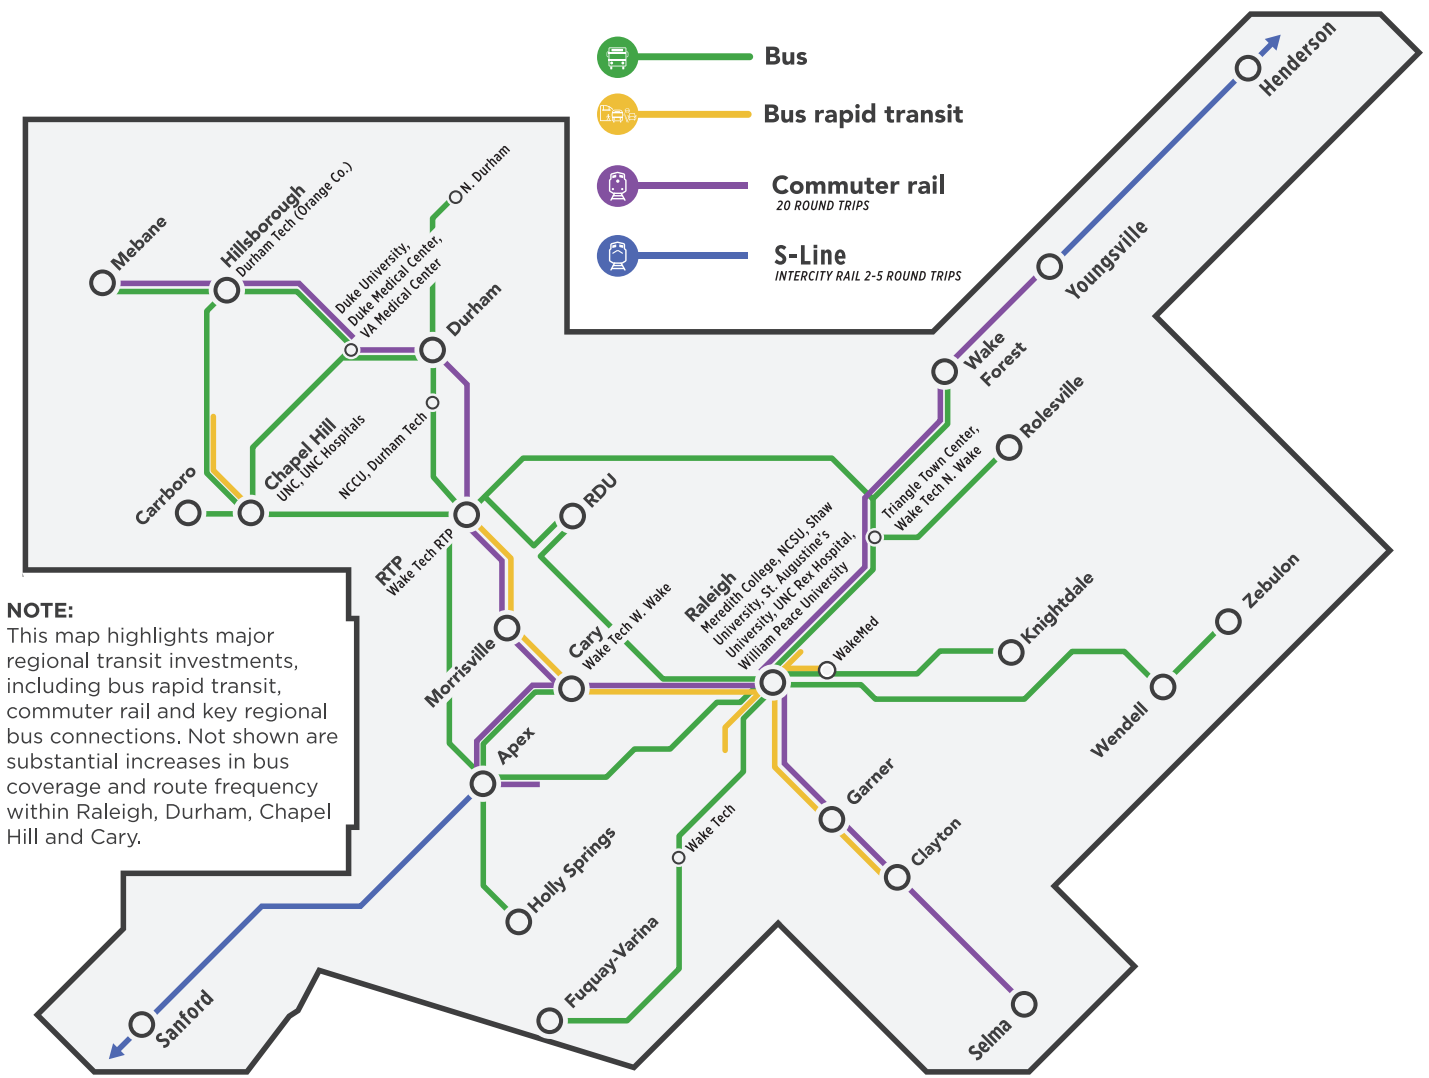 Bus
Bus rapid transit
Commuter rail
20 ROUND TRIPS
S-Line
INTERCITY RAIL 2-5 ROUND TRIPS
Henderson
Youngsville
Wake
Forest
Rolesville
Triangle Town Center,
Wake Tech N. Wake
Mebane
Hillsborough
Durham Tech (Orange Co.)
Duke University,
Duke Medical Center,
VA Medical Center
N. Durham
Durham
Carrboro
Chapel Hill
UNC, UNC Hospitals
NCCU, Durham Tech
RTP
Wake Tech RTP
RDU
Morrisville
Cary
Wake Tech W. Wake
Raleigh
Meredith College, NCSU, Shaw
University, St. Augustine's
University, UNC Rex Hospital,
William Peace University
WakeMed
Knightdale
Zebulon
Wendell
Apex
Garner
Clayton
Selma
Wake Tech
Holly Springs
Fuquay-Varina
Sanford
NOTE:
This map highlights major
regional transit investments,
including bus rapid transit,
commuter rail and key regional
bus connections. Not shown are
substantial increases in bus
coverage and route frequency
within Raleigh, Durham, Chapel
Hill and Cary.